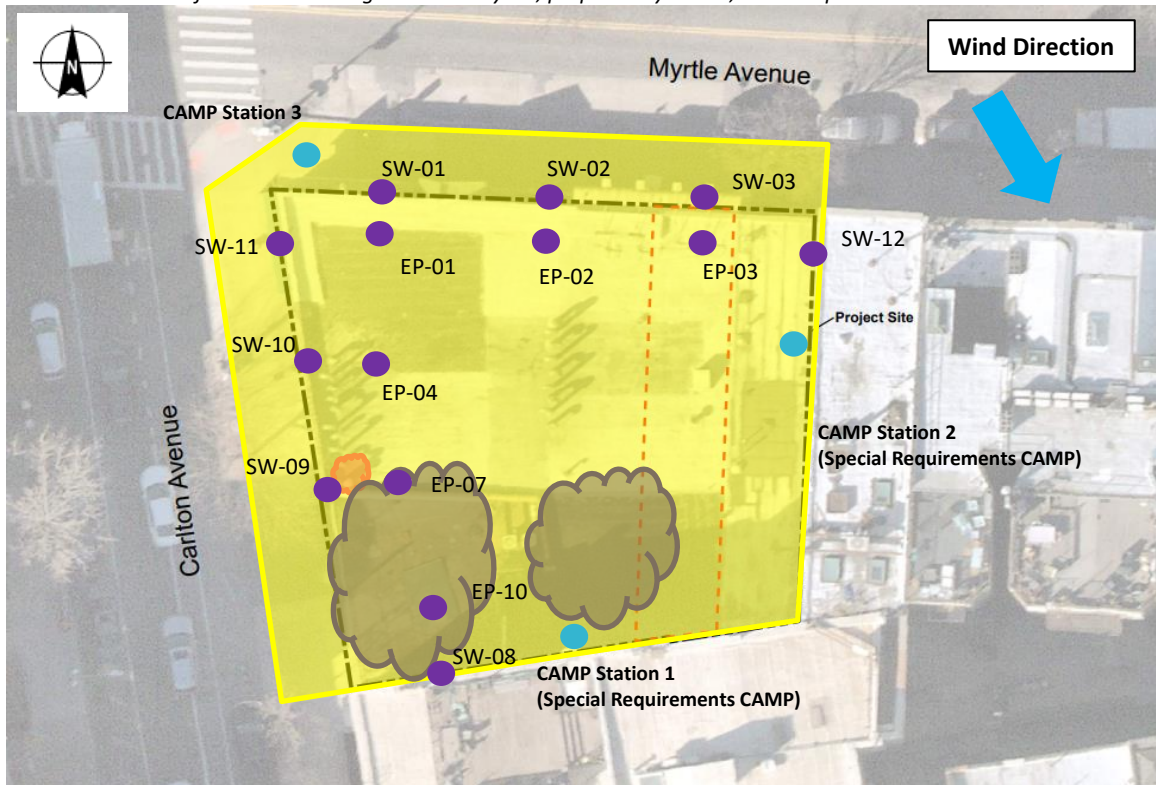 Wind Direction
N
Myrtle Avenue
CAMP Station 3
SW-01
SW-02
SW-03
SW-11
SW-12
EP-01
EP-02
EP-03
Project Site
SW-10
EP-04
Carlton Avenue
CAMP Station 2
(Special Requirements CAMP)
SW-09
EP-07
EP-10
SW-08
CAMP Station 1
(Special Requirements CAMP)